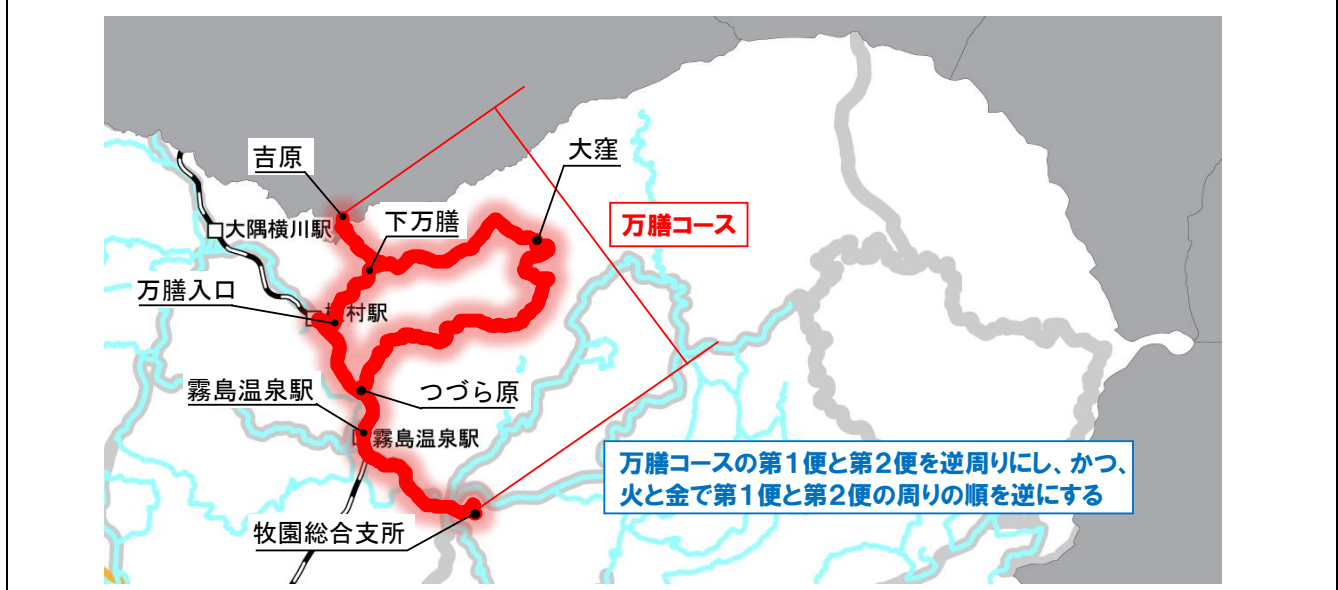 吉原
大窪
大隅横川駅
下万膳
万膳コース
万膳入口
村駅
霧島温泉駅
つづら原
霧島温泉駅
万膳コースの第1便と第2便を逆周りにし、かつ、
火と金で第1便と第2便の周りの順を逆にする
牧園総合支所